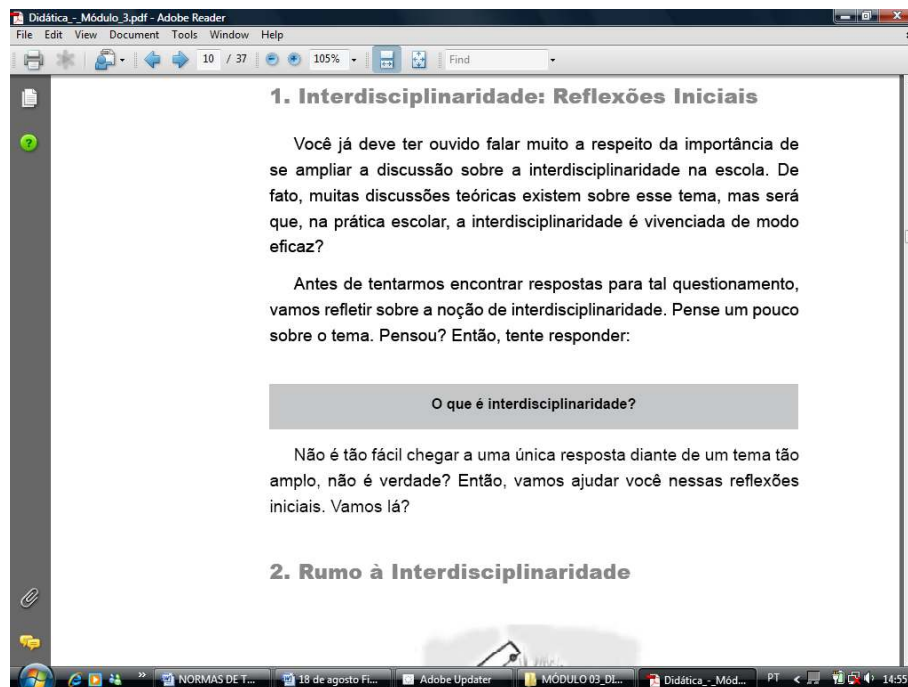 Didática_-_Módulo_3.pdf - Adobe Reader
File Edit View Document Tools Window Help
10 / 37 105% Find
1. Interdisciplinaridade: Reflexões Iniciais
Você já deve ter ouvido falar muito a respeito da importância de
se ampliar a discussão sobre a interdisciplinaridade na escola. De
fato, muitas discussões teóricas existem sobre esse tema, mas será
que, na prática escolar, a interdisciplinaridade é vivenciada de modo
eficaz?
Antes de tentarmos encontrar respostas para tal questionamento,
vamos refletir sobre a noção de interdisciplinaridade. Pense um pouco
sobre o tema. Pensou? Então, tente responder:
O que é interdisciplinaridade?
Não é tão fácil chegar a uma única resposta diante de um tema tão
amplo, não é verdade? Então, vamos ajudar você nessas reflexões
iniciais. Vamos lá?
2. Rumo à Interdisciplinaridade
NORMAS DE T... 18 de agosto Fi... Adobe Updater MÓDULO 03_DI... Didática_-_Mód... PT 14:55